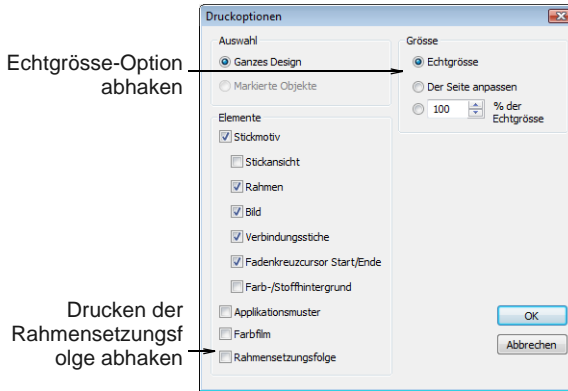 Druckoptionen
Auswahl
Ganzes Design
Markierte Objekte
Grösse
Echtgrösse
Der Seite anpassen
100 % der
Echtgrösse
Echtgrösse-Option
abhaken
Elemente
Stickmotiv
Stickansicht
Rahmen
Bild
Verbindungsstiche
Fadenkreuzcursor Start/Ende
Farb-/Stoffhintergrund
Applikationsmuster
Farbfilm
Rahmensetzungsfolge
Drucken der
Rahmensetzungsf
olge abhaken
OK
Abbrechen